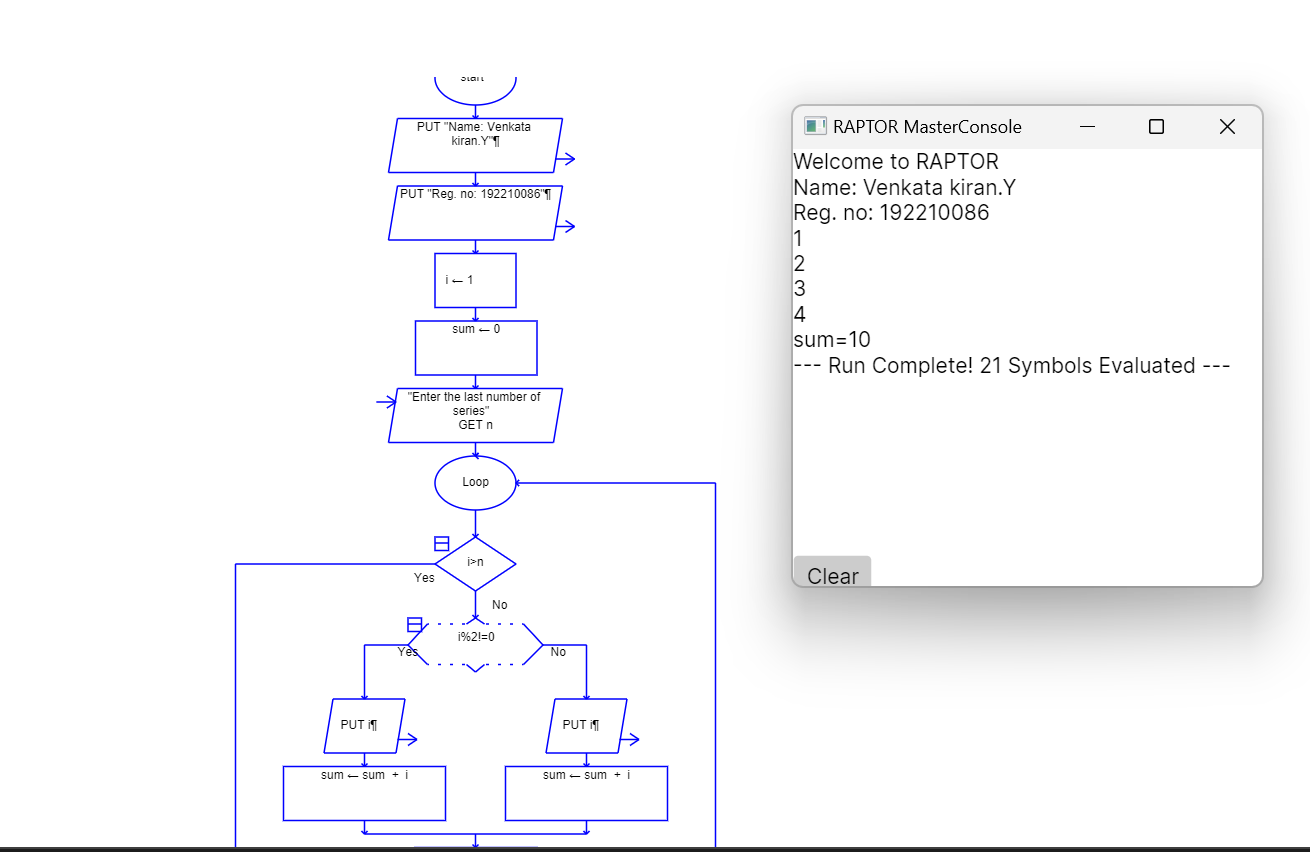 start
PUT "Name: Venkata
kiran.Y"¶
PUT "Reg. no: 192210086"¶
i ← 1
sum ← 0
"Enter the last number of
series"
GET n
Loop
i>n
Yes
No
i%2!=0
Yes
No
PUT i¶
PUT i¶
sum ← sum + i
sum ← sum + i
RAPTOR MasterConsole
Welcome to RAPTOR
Name: Venkata kiran.Y
Reg. no: 192210086
1
2
3
4
sum=10
--- Run Complete! 21 Symbols Evaluated ---
Clear